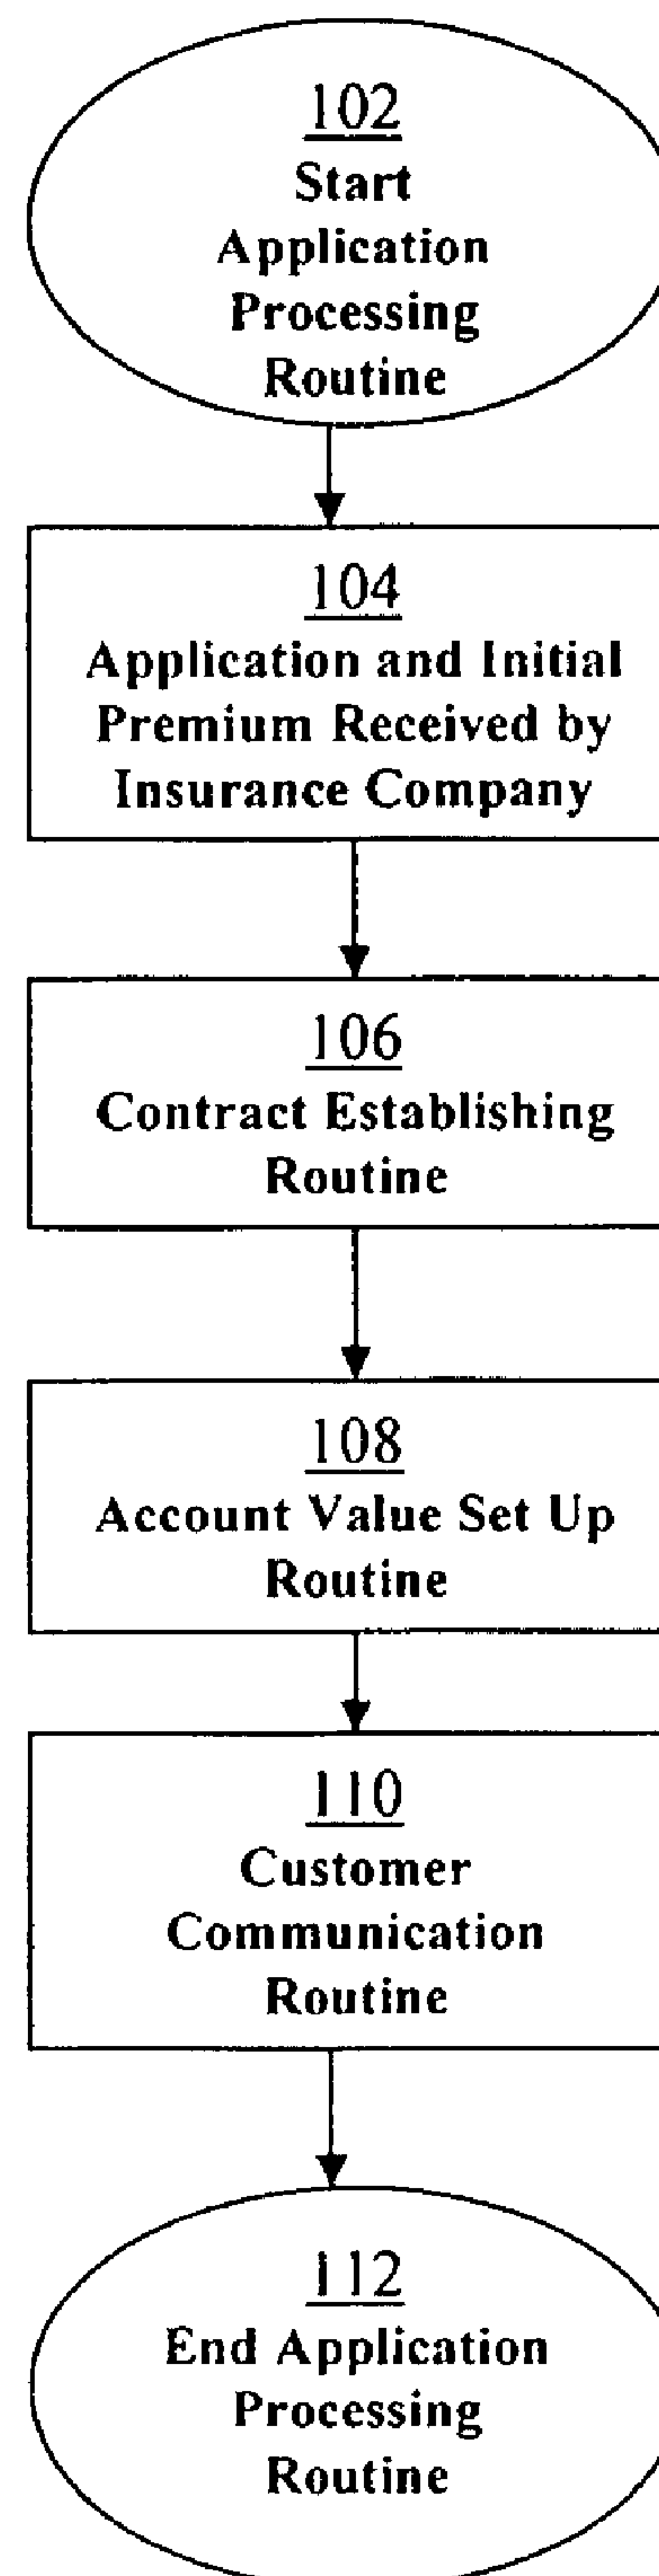 102
Start
Application
Processing
Routine
104
Application and Initial
Premium Received by
Insurance Company
106
Contract Establishing
Routine
108
Account Value Set Up
Routine
110
Customer
Communication
Routine
112
End Application
Processing
Routine